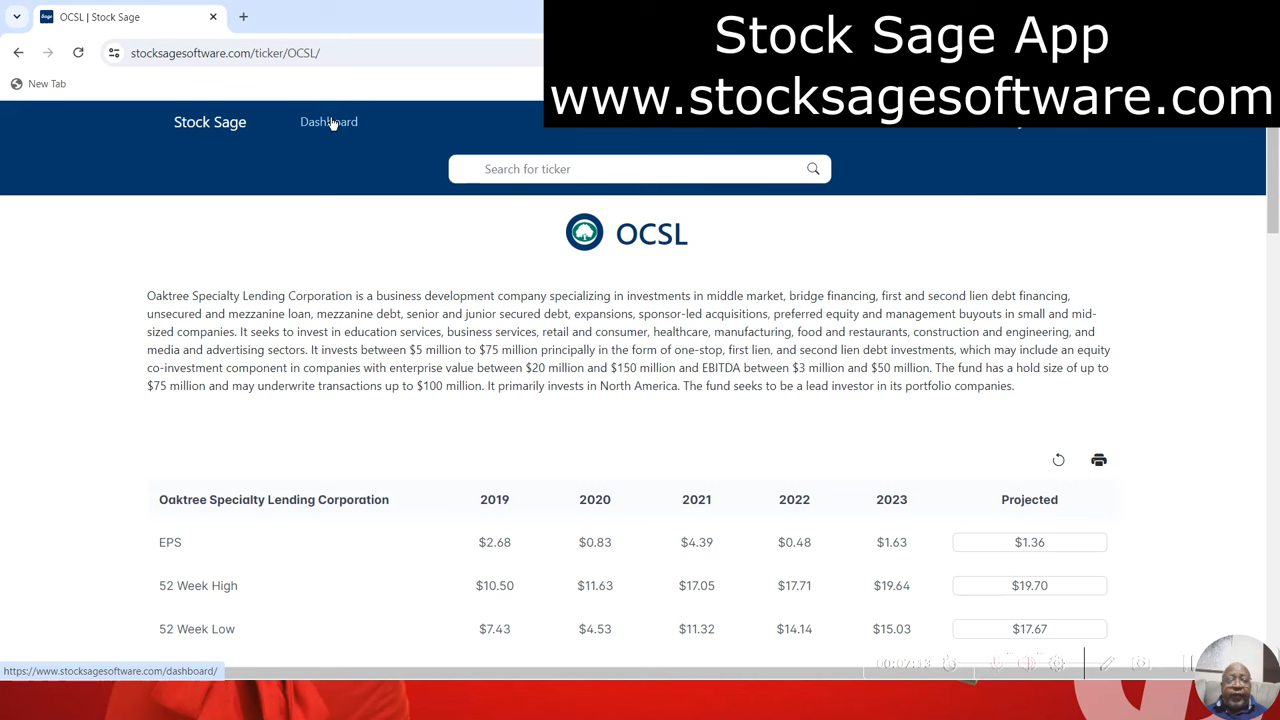 OCSL | Stock Sage
Stock Sage App
stocksagesoftware.com/ticker/OCSL/
www.stocksagesoftware.com
New Tab
Stock Sage
Dashboard
Search for ticker
OCSL
Oaktree Specialty Lending Corporation is a business development company specializing in investments in middle market, bridge financing, first and second lien debt financing,
unsecured and mezzanine loan, mezzanine debt, senior and junior secured debt, expansions, sponsor-led acquisitions, preferred equity and management buyouts in small and mid-
sized companies. It seeks to invest in education services, business services, retail and consumer, healthcare, manufacturing, food and restaurants, construction and engineering, and
media and advertising sectors. It invests between $5 million to $75 million principally in the form of one-stop, first lien, and second lien debt investments, which may include an equity
co-investment component in companies with enterprise value between $20 million and $150 million and EBITDA between $3 million and $50 million. The fund has a hold size of up to
$75 million and may underwrite transactions up to $100 million. It primarily invests in North America. The fund seeks to be a lead investor in its portfolio companies.
Oaktree Specialty Lending Corporation 2019 2020 2021 2022 2023 Projected
EPS $2.68 $0.83 $4.39 $0.48 $1.63 $1.36
52 Week High $10.50 $11.63 $17.05 $17.71 $19.64 $19.70
52 Week Low $7.43 $4.53 $11.32 $14.14 $15.03 $17.67
https://www.stocksagesoftware.com/dashboard/